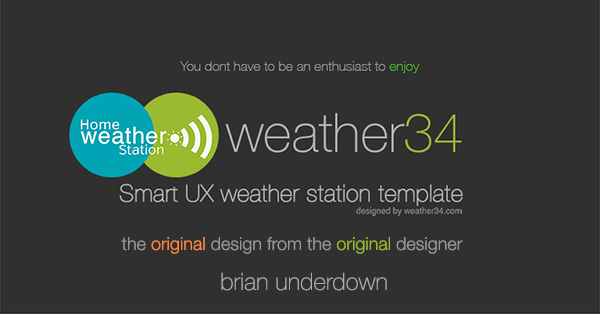 You dont have to be an enthusiast to enjoy
Home
weather
Station
weather34
Smart UX weather station template
designed by weather34.com
the original design from the original designer
brian underdown